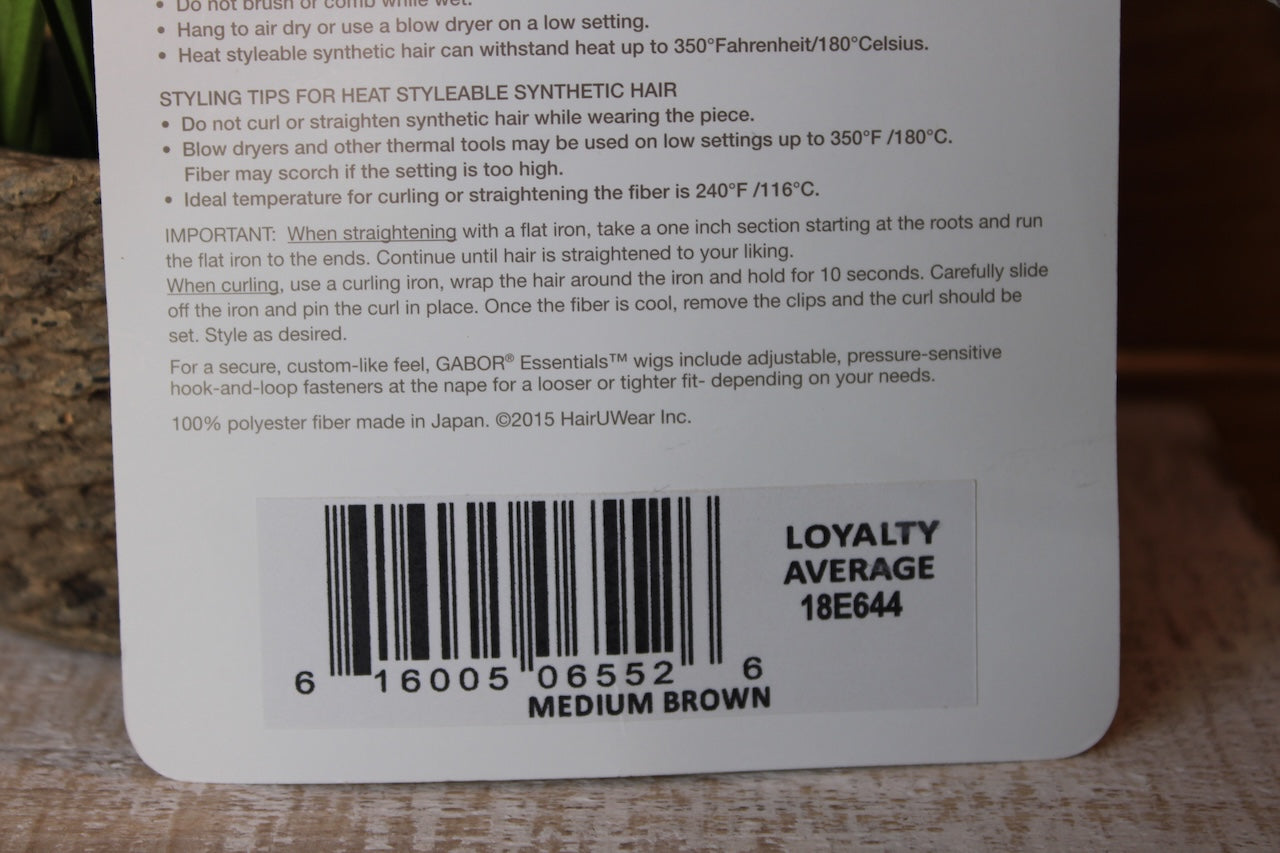 • Do not brush or comb while wet.
• Hang to air dry or use a blow dryer on a low setting.
• Heat styleable synthetic hair can withstand heat up to 350°Fahrenheit/180°Celsius.
STYLING TIPS FOR HEAT STYLEABLE SYNTHETIC HAIR
• Do not curl or straighten synthetic hair while wearing the piece.
• Blow dryers and other thermal tools may be used on low settings up to 350°F /180°C.
Fiber may scorch if the setting is too high.
• Ideal temperature for curling or straightening the fiber is 240°F /116°C.
IMPORTANT: When straightening with a flat iron, take a one inch section starting at the roots and run
the flat iron to the ends. Continue until hair is straightened to your liking.
When curling, use a curling iron, wrap the hair around the iron and hold for 10 seconds. Carefully slide
off the iron and pin the curl in place. Once the fiber is cool, remove the clips and the curl should be
set. Style as desired.
For a secure, custom-like feel, GABOR® Essentials™ wigs include adjustable, pressure-sensitive
hook-and-loop fasteners at the nape for a looser or tighter fit- depending on your needs.
100% polyester fiber made in Japan. ©2015 HairUWear Inc.
LOYALTY
AVERAGE
18E644
6 16005 06552 6
MEDIUM BROWN